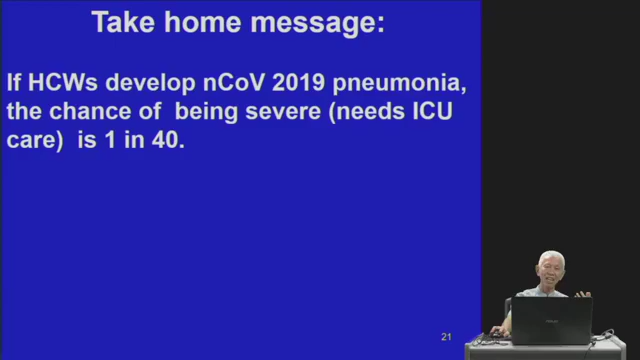 Take home message:
If HCWs develop nCoV 2019 pneumonia,
the chance of being severe (needs ICU
care) is 1 in 40.
21